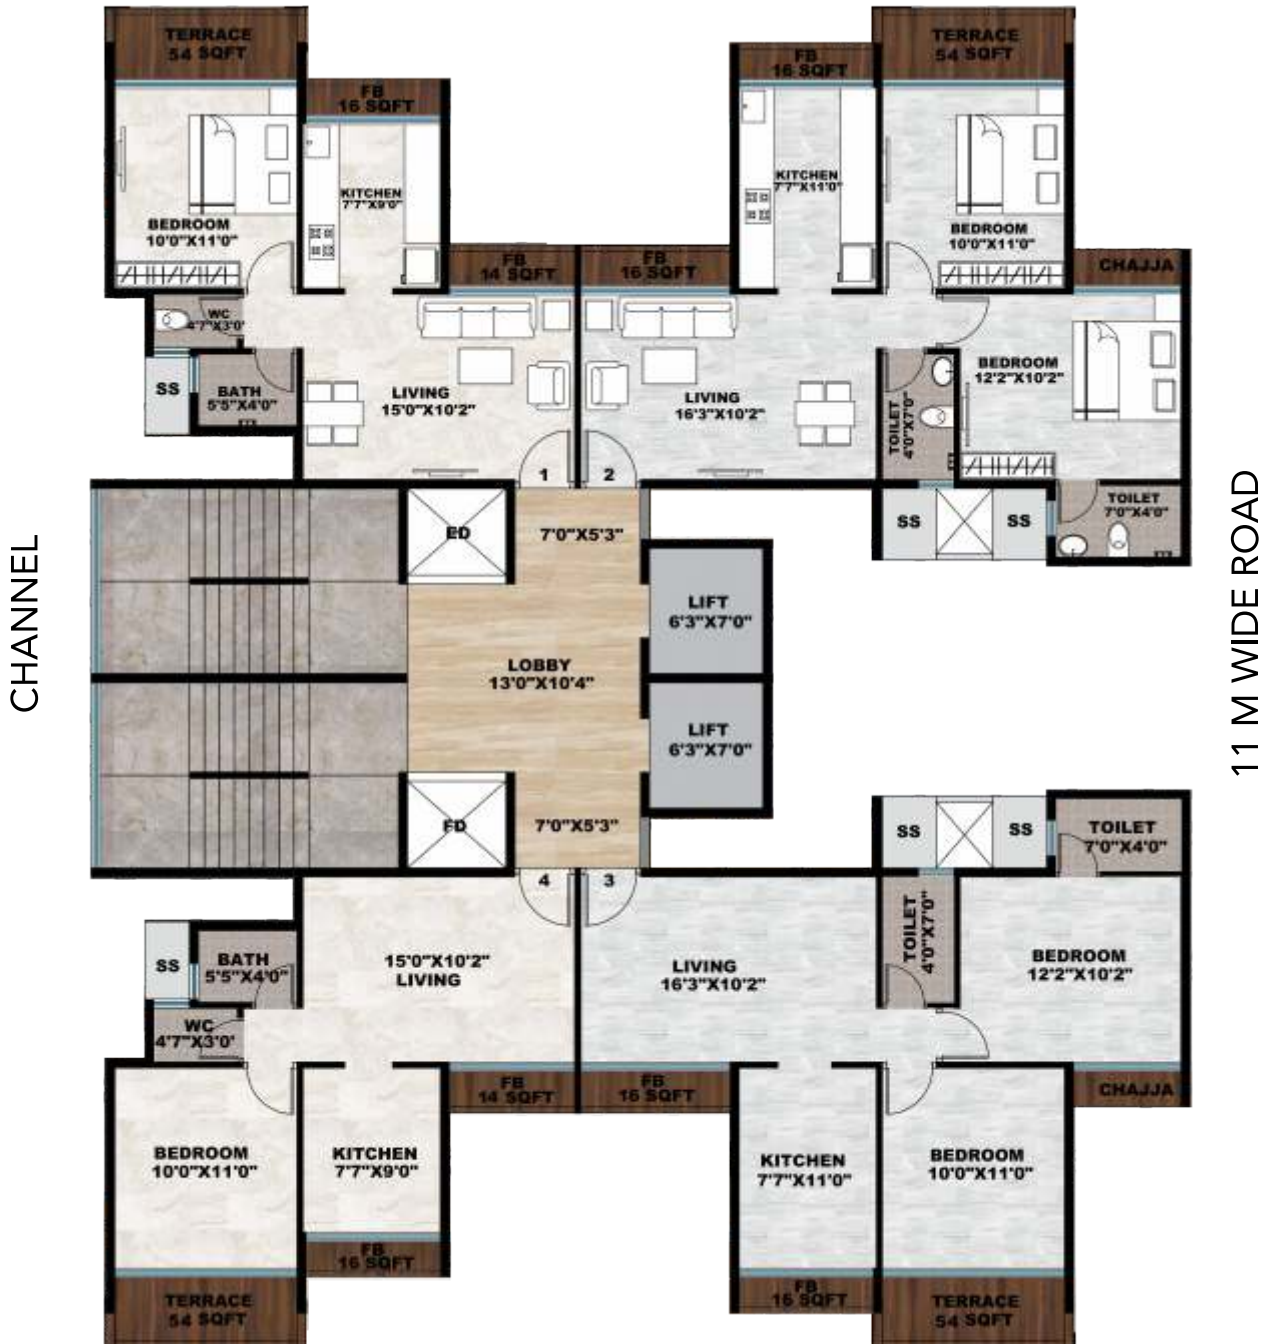 TERRACE
54 SQFT
FB
16 SQFT
BEDROOM
10'0"X11'0"
KITCHEN
7'7"X9'0"
FB
14 SQFT
WC
4'7"X3'0'
SS
BATH
5'5"X4'0"
LIVING
15'0"X10'2"
1
TERRACE
54 SQFT
FB
16 SQFT
KITCHEN
7'7"X11'0"
BEDROOM
10'0"X11'0"
FB
16 SQFT
CHAJJA
LIVING
16'3"X10'2"
BEDROOM
12'2"X10'2"
TOILET
4'0"X7'0"
2
SS
SS
TOILET
7'0"X4'0"
CHANNEL
11 M WIDE ROAD
ED
7'0"X5'3"
LIFT
6'3"X7'0"
LOBBY
13'0"X10'4"
LIFT
6'3"X7'0"
FD
7'0"X5'3"
4
3
SS
SS
TOILET
7'0"X4'0"
SS
BATH
5'5"X4'0"
WC
4'7"X3'0'
15'0"X10'2"
LIVING
LIVING
16'3"X10'2"
TOILET
4'0"X7'0"
BEDROOM
12'2"X10'2"
FB
14 SQFT
FB
16 SQFT
CHAJJA
BEDROOM
10'0"X11'0"
KITCHEN
7'7"X9'0"
KITCHEN
7'7"X11'0"
BEDROOM
10'0"X11'0"
FB
16 SQFT
FB
16 SQFT
TERRACE
54 SQFT
TERRACE
54 SQFT